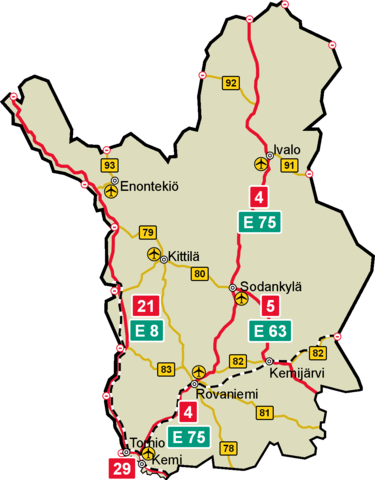 92
Ivalo
93
91
Enontekiö
4
E 75
79
Kittilä
80
Sodankylä
21
5
E 8
E 63
82
82
83
Kemijärvi
Rovaniemi
4
81
E 75
78
Tornio
Kemi
29